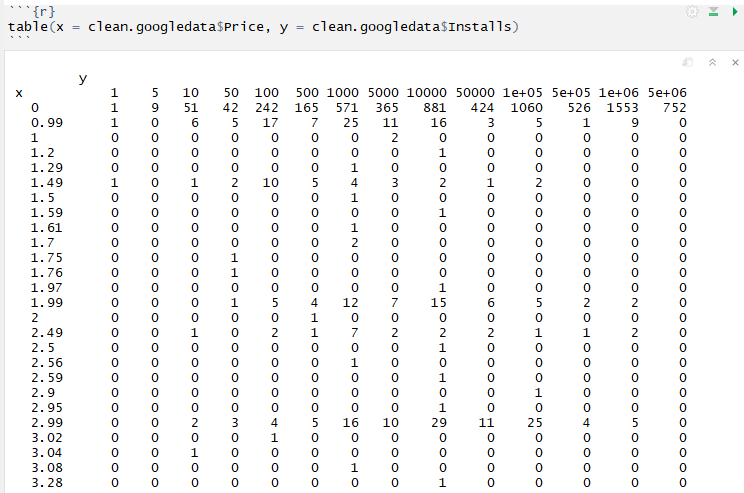 ```{r}
table(x = clean.googledata$Price, y = clean.googledata$Installs)
```
y
x 1 5 10 50 100 500 1000 5000 10000 50000 1e+05 5e+05 1e+06 5e+06
0 1 9 51 42 242 165 571 365 881 424 1060 526 1553 752
0.99 1 0 6 5 17 7 25 11 16 3 5 1 9 0
1 0 0 0 0 0 0 0 2 0 0 0 0 0 0
1.2 0 0 0 0 0 0 0 0 1 0 0 0 0 0
1.29 0 0 0 0 0 0 1 0 0 0 0 0 0 0
1.49 1 0 1 2 10 5 4 3 2 1 2 0 0 0
1.5 0 0 0 0 0 0 1 0 0 0 0 0 0 0
1.59 0 0 0 0 0 0 0 0 1 0 0 0 0 0
1.61 0 0 0 0 0 0 1 0 0 0 0 0 0 0
1.7 0 0 0 0 0 0 2 0 0 0 0 0 0 0
1.75 0 0 0 1 0 0 0 0 0 0 0 0 0 0
1.76 0 0 0 1 0 0 0 0 0 0 0 0 0 0
1.97 0 0 0 0 0 0 0 0 1 0 0 0 0 0
1.99 0 0 0 1 5 4 12 7 15 6 5 2 2 0
2 0 0 0 0 0 1 0 0 0 0 0 0 0 0
2.49 0 0 1 0 2 1 7 2 2 2 1 1 2 0
2.5 0 0 0 0 0 0 0 0 1 0 0 0 0 0
2.56 0 0 0 0 0 0 1 0 0 0 0 0 0 0
2.59 0 0 0 0 0 0 0 0 1 0 0 0 0 0
2.9 0 0 0 0 0 0 0 0 0 0 1 0 0 0
2.95 0 0 0 0 0 0 0 0 1 0 0 0 0 0
2.99 0 0 2 3 4 5 16 10 29 11 25 4 5 0
3.02 0 0 0 0 1 0 0 0 0 0 0 0 0 0
3.04 0 0 1 0 0 0 0 0 0 0 0 0 0 0
3.08 0 0 0 0 0 0 1 0 0 0 0 0 0 0
3.28 0 0 0 0 0 0 0 0 1 0 0 0 0 0